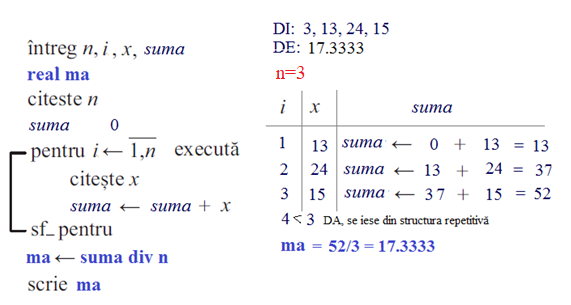 întreg n, i , x, suma
real ma
citeste n
suma 0
pentru i ← 1,n execută
citește x
suma ← suma + x
sf_pentru
ma ← suma div n
scrie ma
DI: 3, 13, 24, 15
DE: 17.3333
n=3
i x suma
1 13 suma ← 0 + 13 = 13
2 24 suma ← 13 + 24 = 37
3 15 suma ← 37 + 15 = 52
4 < 3 DA, se iese din structura repetitivă
ma = 52/3 = 17.3333